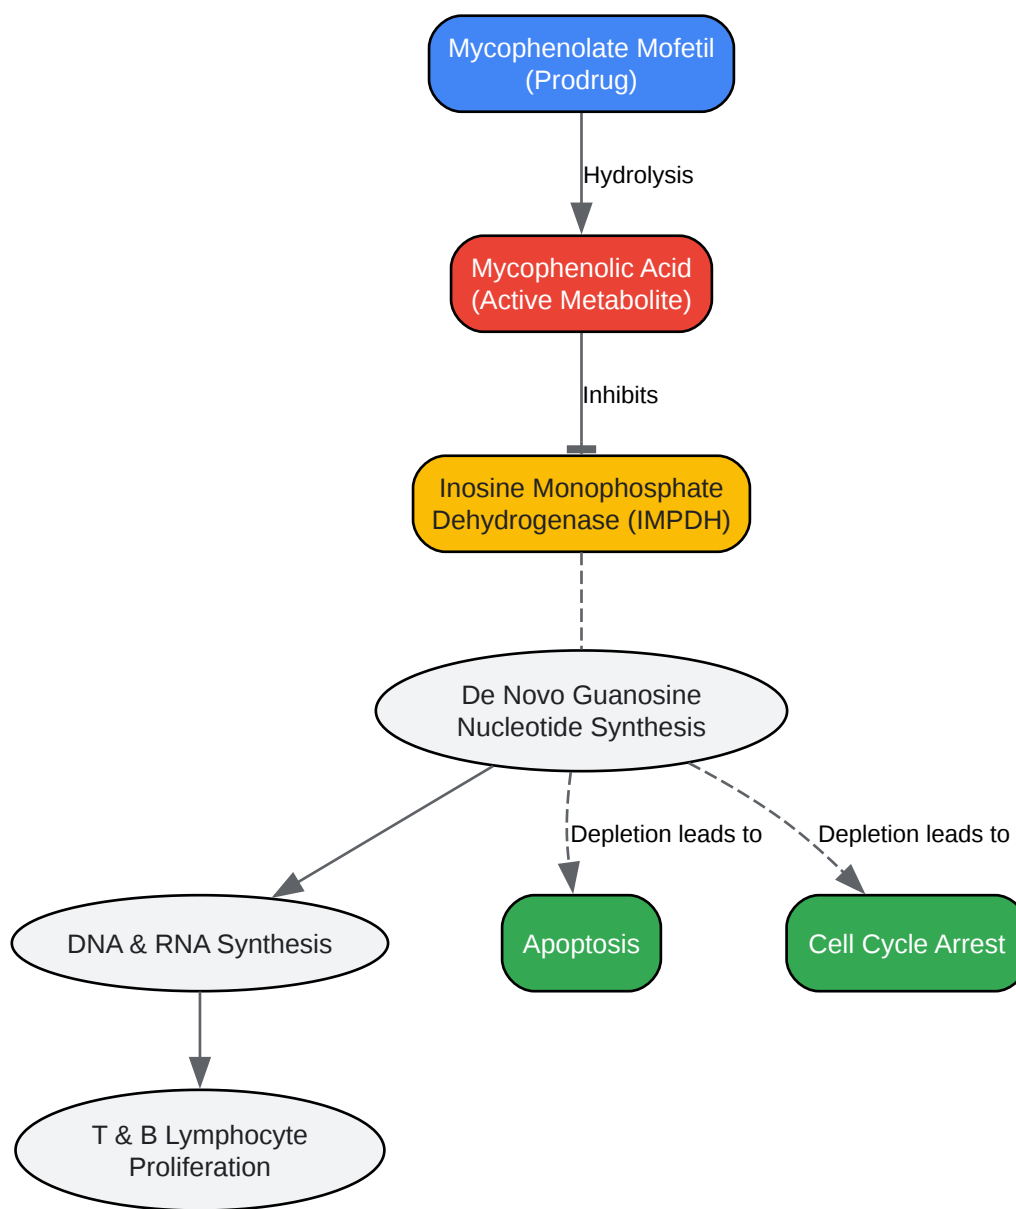 Mycophenolate Mofetil
(Prodrug)
Hydrolysis
Mycophenolic Acid
(Active Metabolite)
Inhibits
Inosine Monophosphate
Dehydrogenase (IMPDH)
De Novo Guanosine
Nucleotide Synthesis
Depletion leads to
Depletion leads to
DNA & RNA Synthesis
Apoptosis
Cell Cycle Arrest
T & B Lymphocyte
Proliferation